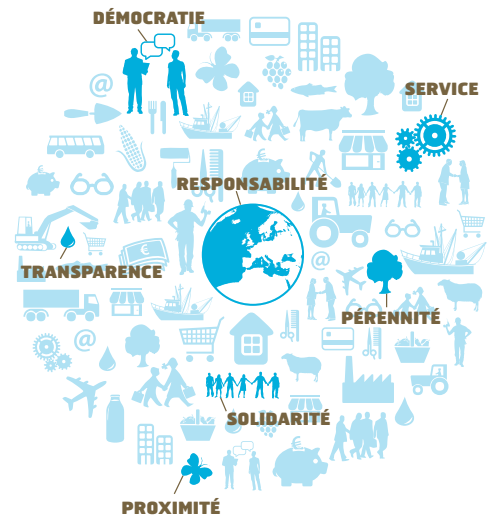 DÉMOCRATIE
SERVICE
RESPONSABILITÉ
TRANSPARENCE
PÉRENNITÉ
SOLIDARITÉ
PROXIMITÉ